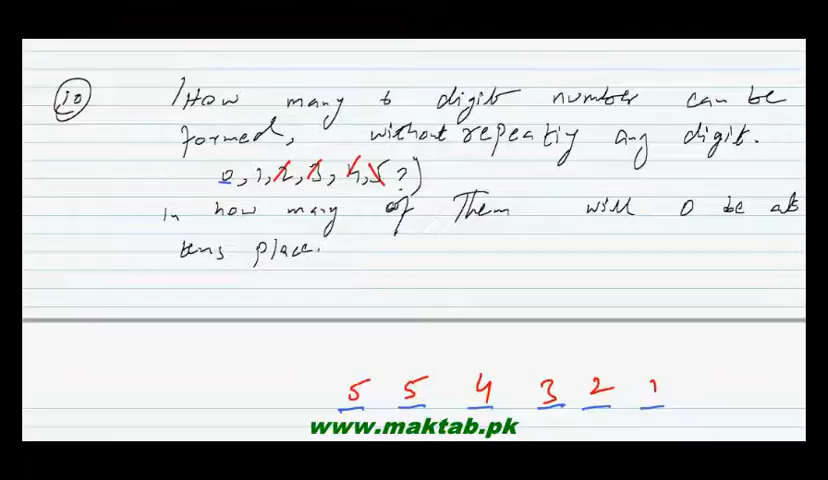 10 How many 6 digit number can be
formed, without repeatiy any digit.
0, 1, 2, 3, 4, 5 ? )
In how many of Them will 0 be at
tens place.
5 5 4 3 2 1
www.maktab.pk